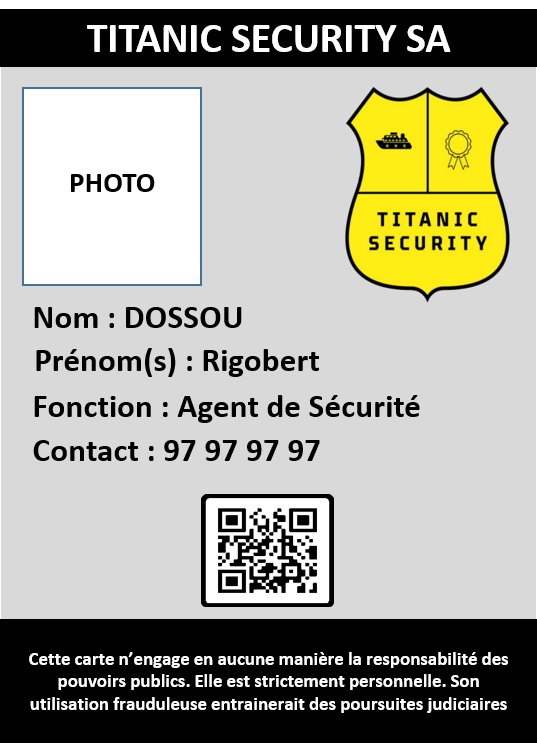 TITANIC SECURITY SA
PHOTO
TITANIC
SECURITY
Nom : DOSSOU
Prénom(s) : Rigobert
Fonction : Agent de Sécurité
Contact : 97 97 97 97
Cette carte n’engage en aucune manière la responsabilité des
pouvoirs publics. Elle est strictement personnelle. Son
utilisation frauduleuse entrainerait des poursuites judiciaires